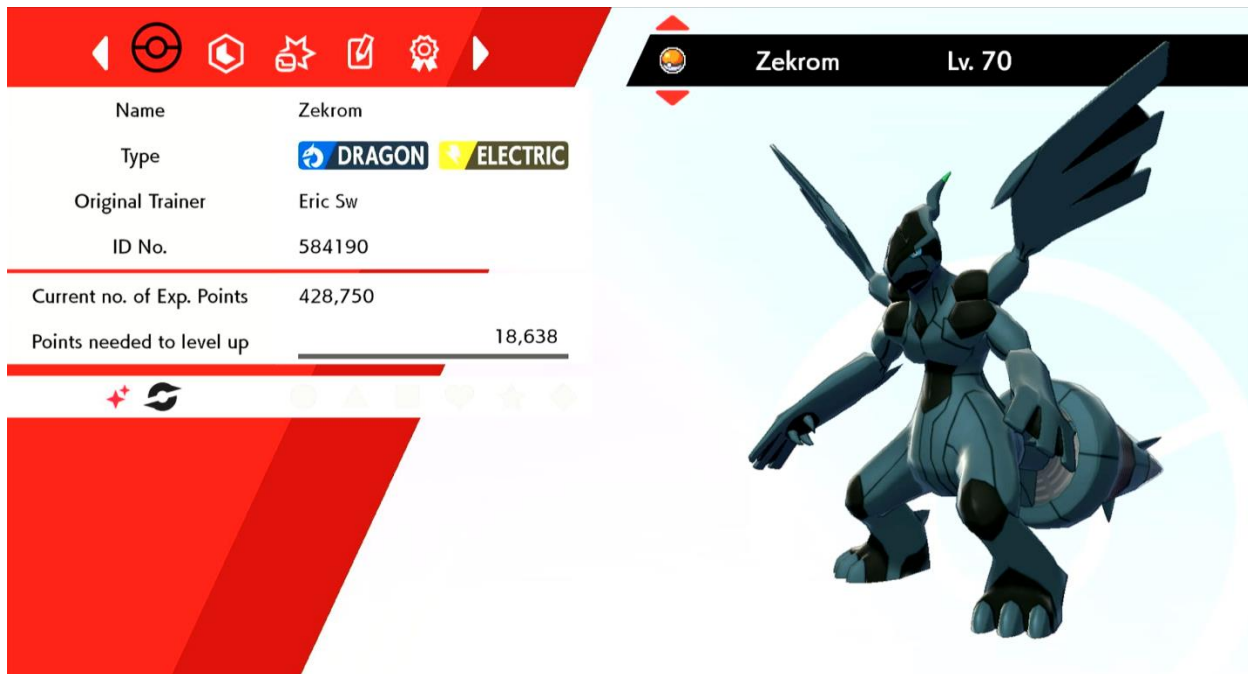 Zekrom Lv. 70
Name Zekrom
Type DRAGON ELECTRIC
Original Trainer Eric Sw
ID No. 584190
Current no. of Exp. Points 428,750
Points needed to level up 18,638